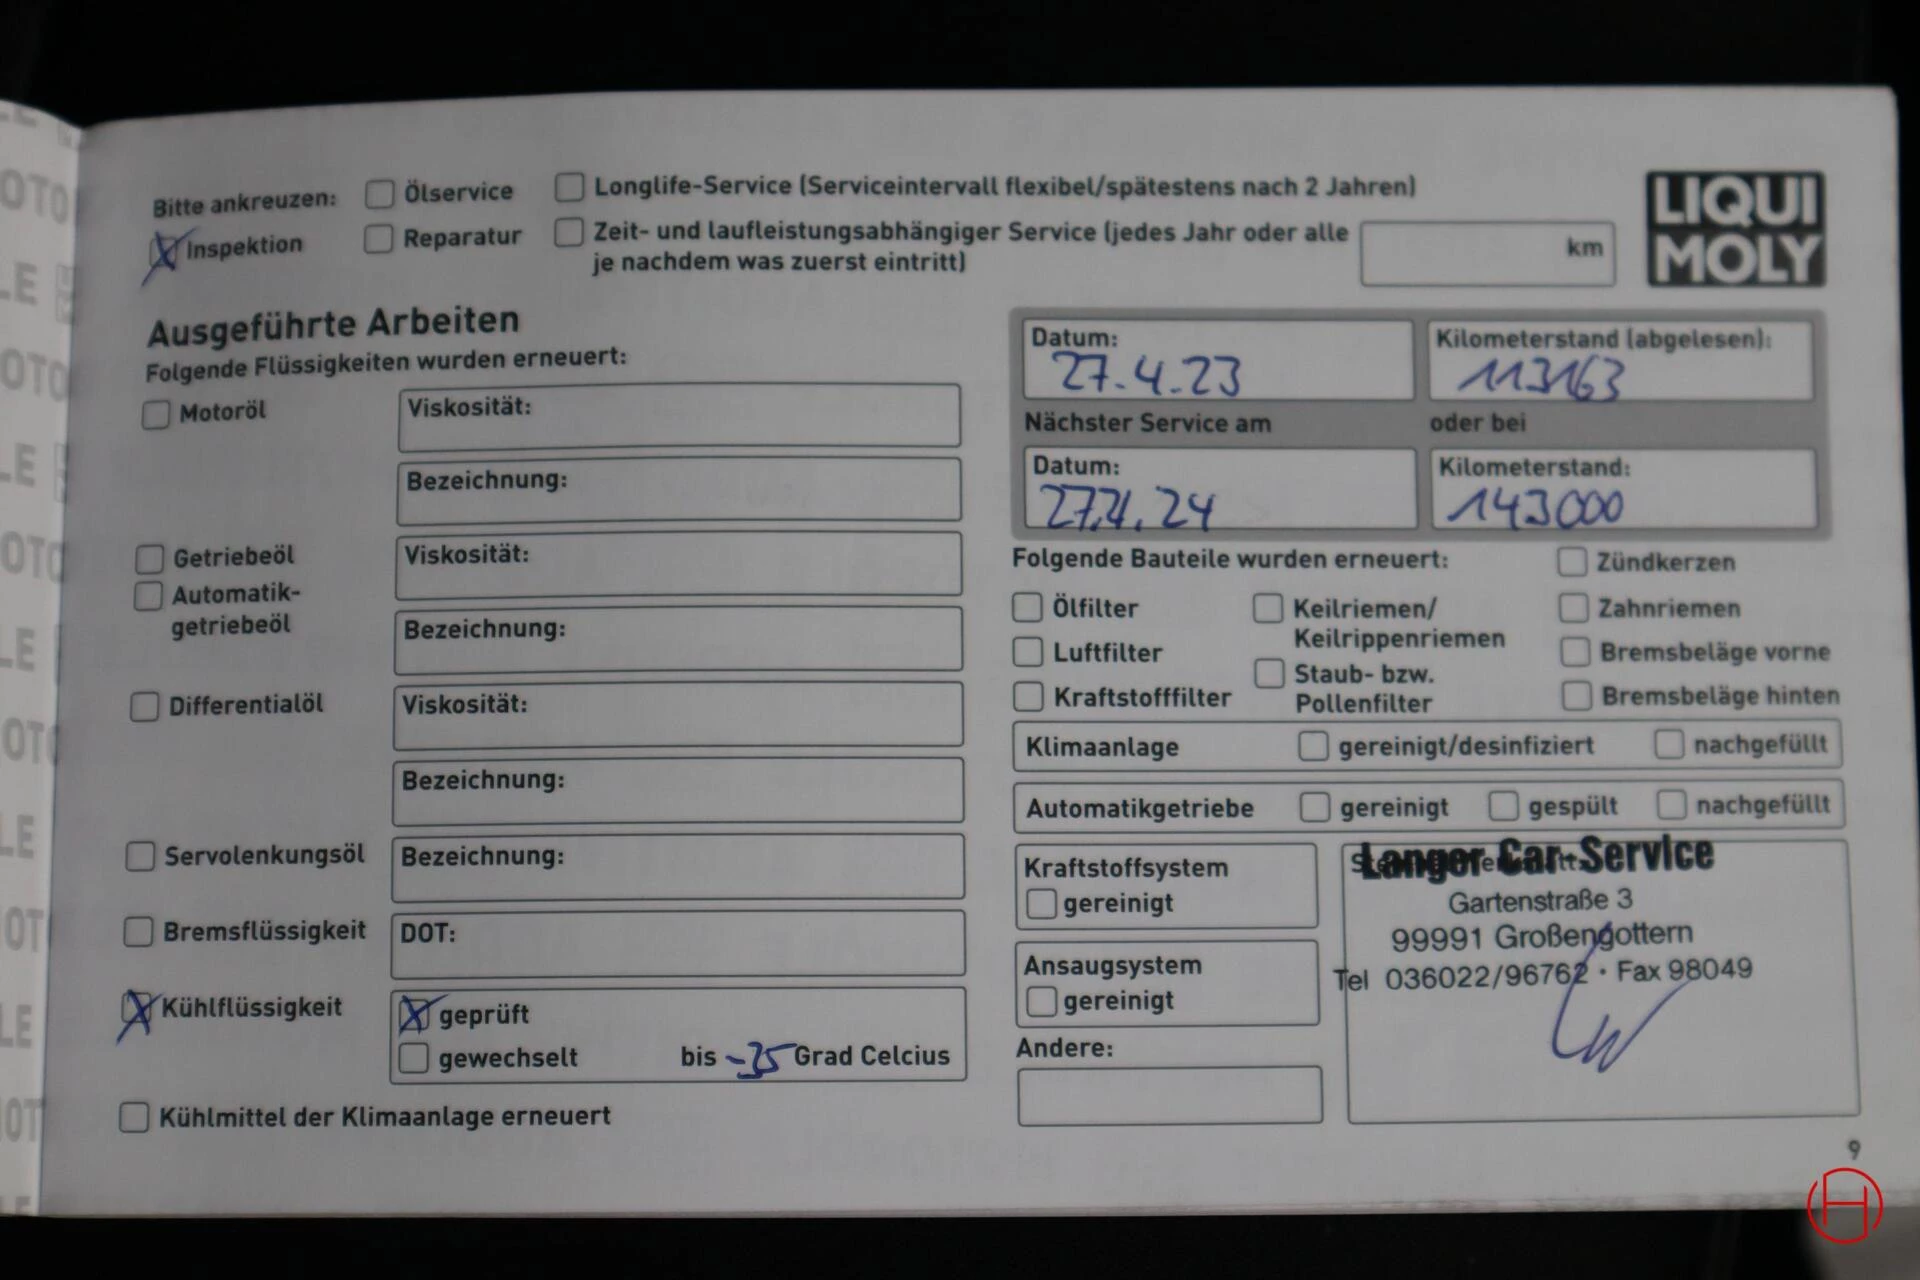 Bitte ankreuzen:
Ölservice
Longlife-Service (Serviceintervall flexibel/spätestens nach 2 Jahren)
Inspektion
Reparatur
Zeit- und laufleistungsabhängiger Service (jedes Jahr oder alle
je nachdem was zuerst eintritt)
km
LIQUI
MOLY
Ausgeführte Arbeiten
Folgende Flüssigkeiten wurden erneuert:
Motoröl
Viskosität:
Bezeichnung:
Getriebeöl
Automatik-
getriebeöl
Viskosität:
Bezeichnung:
Differentialöl
Viskosität:
Bezeichnung:
Servolenkungsöl
Bezeichnung:
Bremsflüssigkeit
DOT:
Kühlflüssigkeit
geprüft
gewechselt
bis -35 Grad Celcius
Kühlmittel der Klimaanlage erneuert
Datum:
27.4.23
Kilometerstand (abgelesen):
113163
Nächster Service am
oder bei
Datum:
27.4.24
Kilometerstand:
143000
Folgende Bauteile wurden erneuert:
Zündkerzen
Ölfilter
Keilriemen/
Keilrippenriemen
Zahnriemen
Luftfilter
Staub- bzw.
Pollenfilter
Bremsbeläge vorne
Kraftstofffilter
Bremsbeläge hinten
Klimaanlage
gereinigt/desinfiziert
nachgefüllt
Automatikgetriebe
gereinigt
gespült
nachgefüllt
Kraftstoffsystem
gereinigt
Ansaugsystem
gereinigt
Andere:
Langer Car-Service
Gartenstraße 3
99991 Großengottern
Tel 036022/96762 · Fax 98049
9